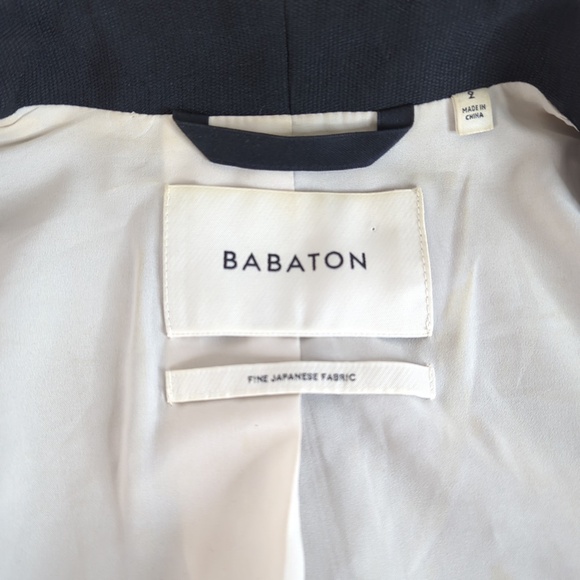 2
MADE IN
CHINA
BABATON
FINE JAPANESE FABRIC